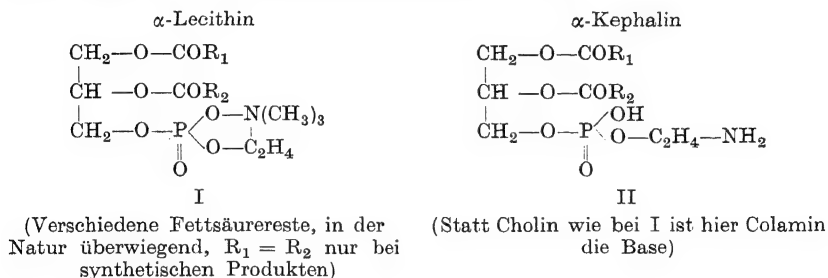 α-Lecithin
CH₂—O—COR₁
CH —O—COR₂
O—N(CH₃)₃
CH₂—O—P
O—C₂H₄
O
I
(Verschiedene Fettsäurereste, in der
Natur überwiegend, R₁ = R₂ nur bei
synthetischen Produkten)
α-Kephalin
CH₂—O—COR₁
CH —O—COR₂
OH
CH₂—O—P
O—C₂H₄—NH₂
O
II
(Statt Cholin wie bei I ist hier Colamin
die Base)